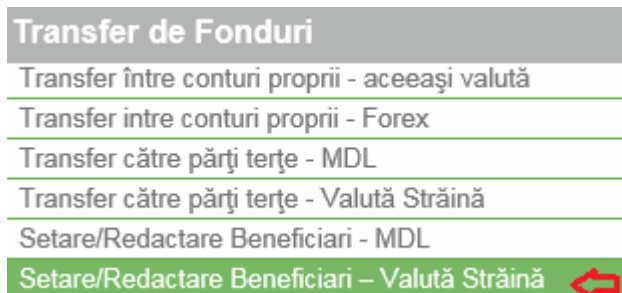 Transfer de Fonduri
Transfer între conturi proprii - aceeaşi valută
Transfer intre conturi proprii - Forex
Transfer către părţi terţe - MDL
Transfer către părţi terţe - Valută Străină
Setare/Redactare Beneficiari - MDL
Setare/Redactare Beneficiari – Valută Străină